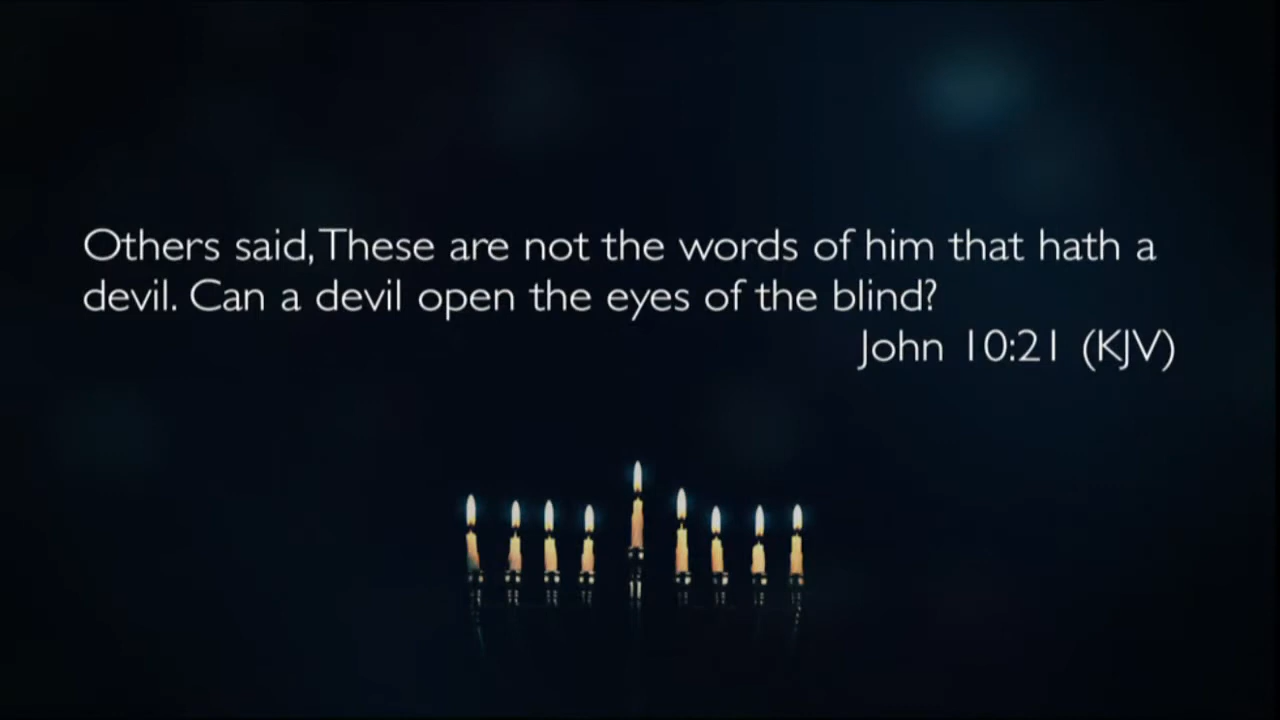 Others said, These are not the words of him that hath a
devil. Can a devil open the eyes of the blind?
John 10:21 (KJV)